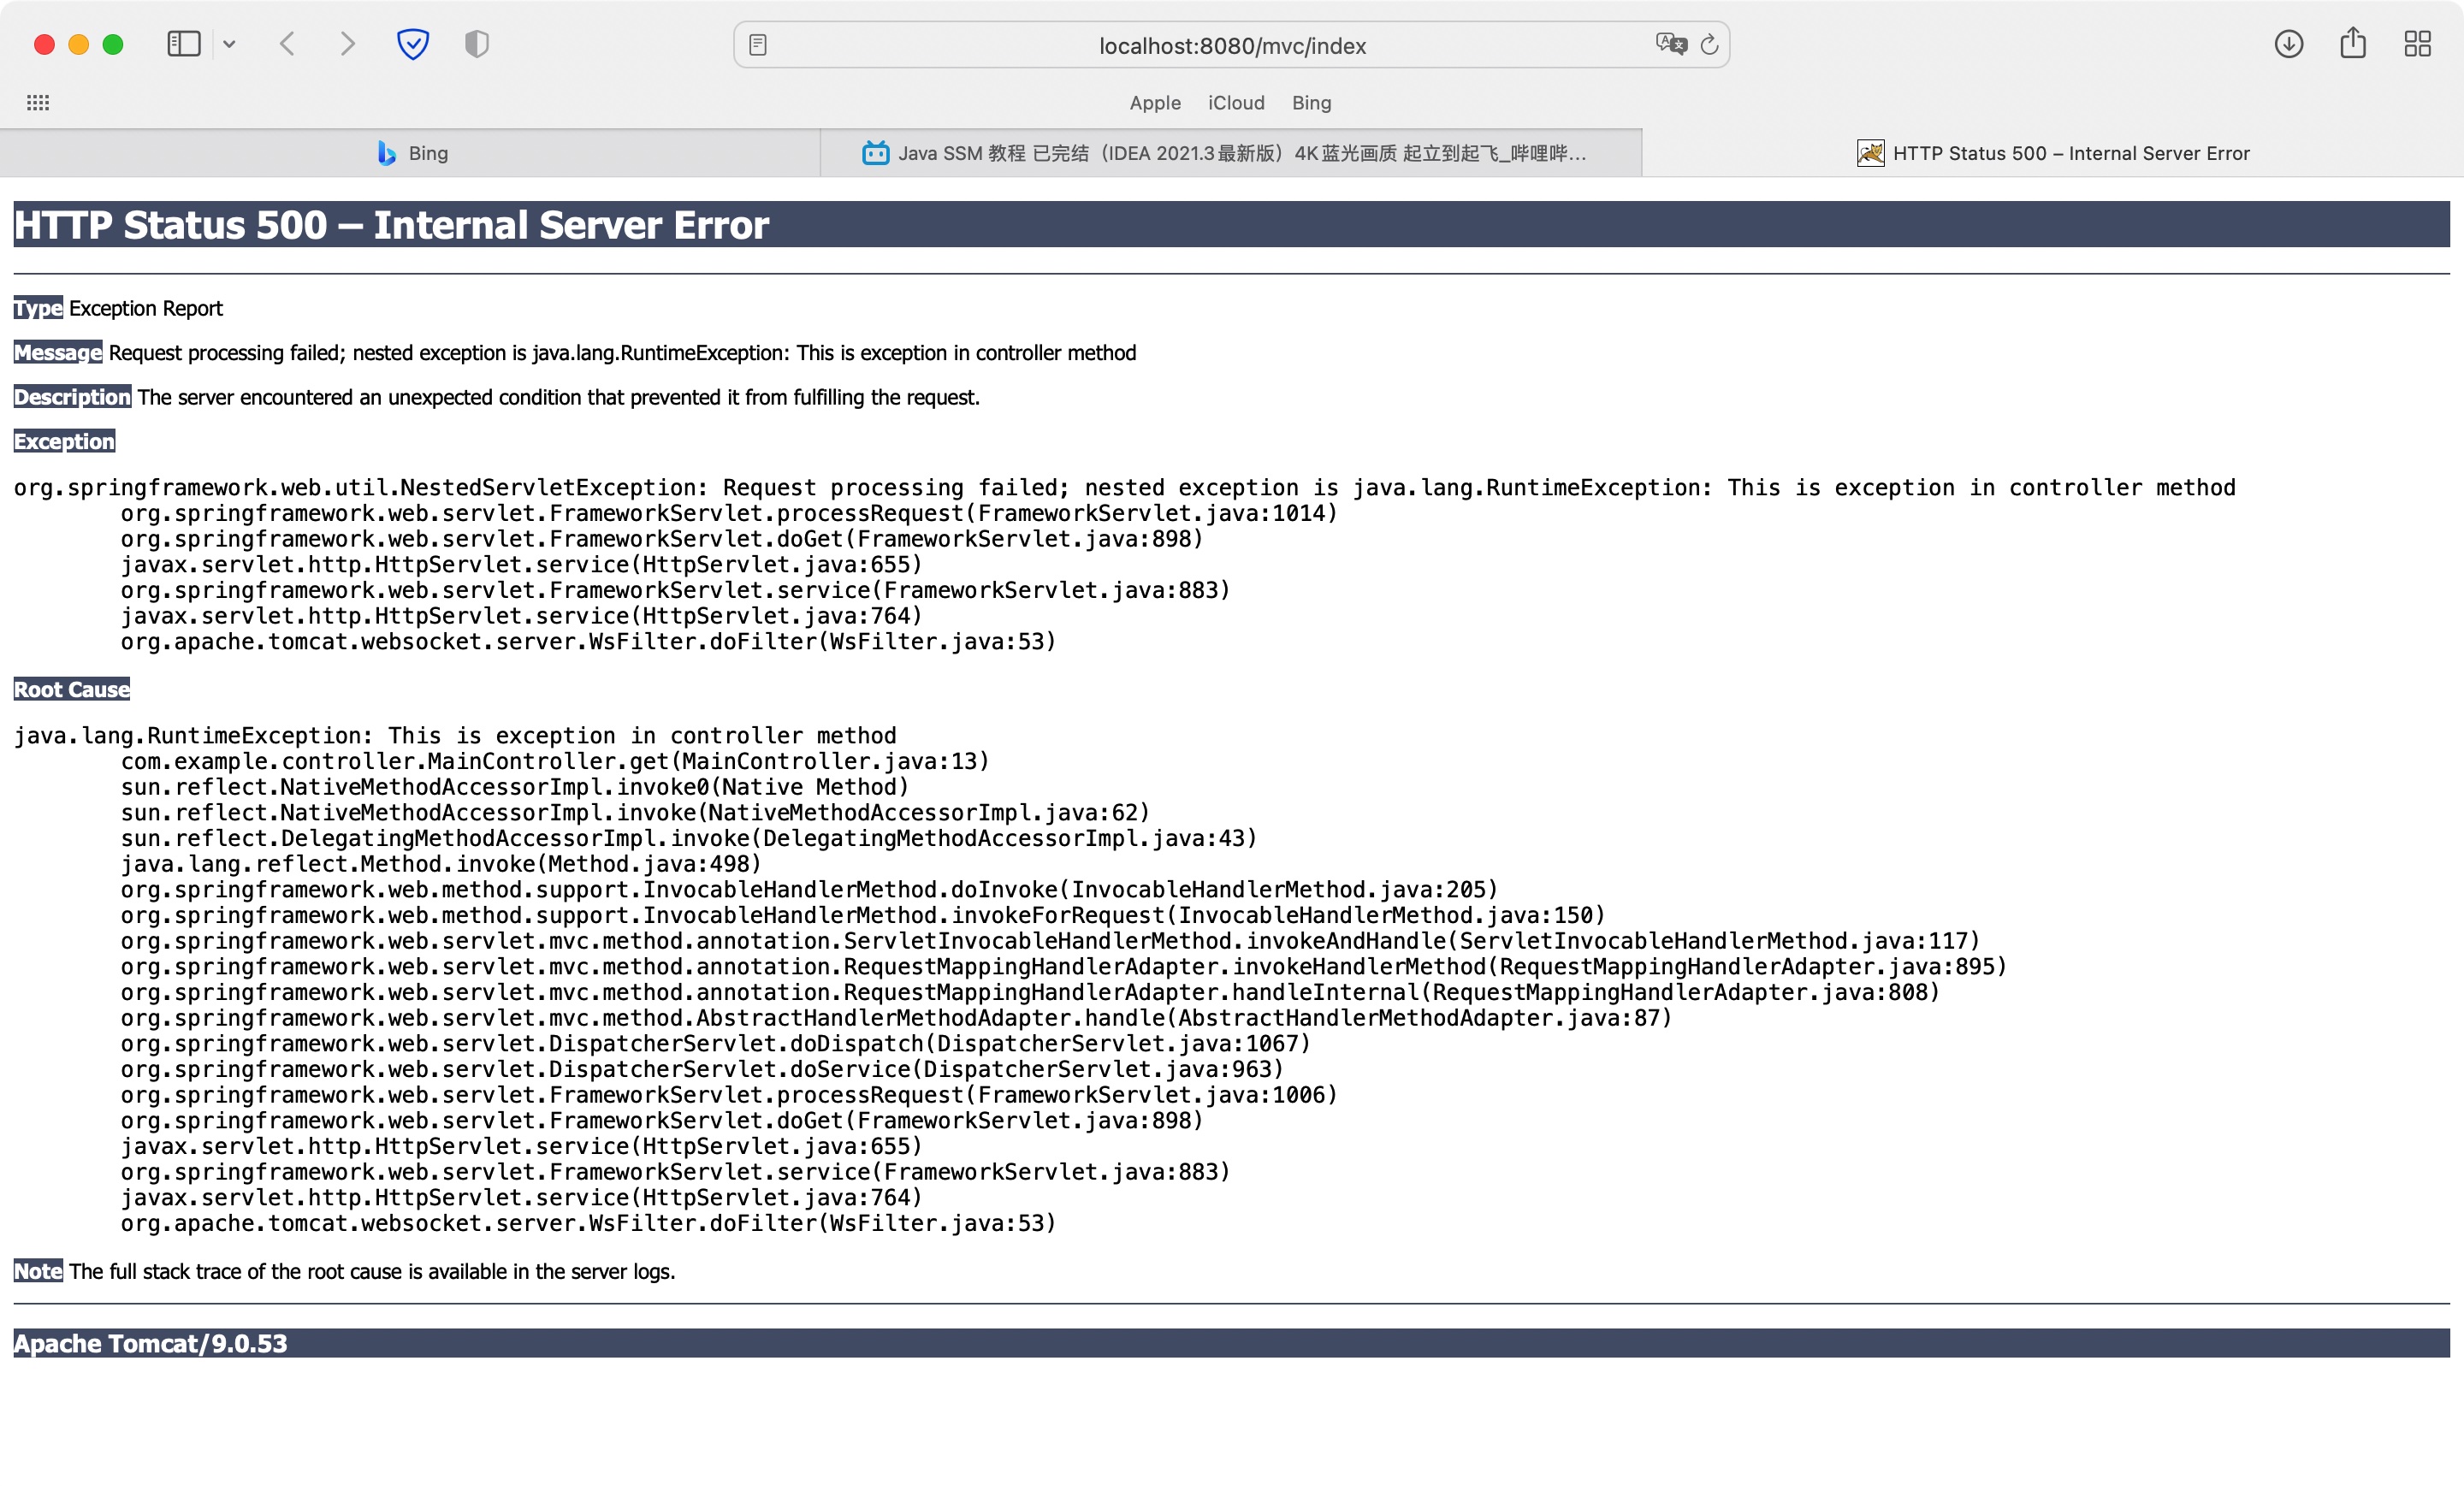 localhost:8080/mvc/index
Apple iCloud Bing
Bing
Java SSM 教程 已完结（IDEA 2021.3最新版）4K蓝光画质 起立到起飞_哔哩哔...
HTTP Status 500 – Internal Server Error
HTTP Status 500 – Internal Server Error
Type Exception Report
Message Request processing failed; nested exception is java.lang.RuntimeException: This is exception in controller method
Description The server encountered an unexpected condition that prevented it from fulfilling the request.
Exception
org.springframework.web.util.NestedServletException: Request processing failed; nested exception is java.lang.RuntimeException: This is exception in controller method
org.springframework.web.servlet.FrameworkServlet.processRequest(FrameworkServlet.java:1014)
org.springframework.web.servlet.FrameworkServlet.doGet(FrameworkServlet.java:898)
javax.servlet.http.HttpServlet.service(HttpServlet.java:655)
org.springframework.web.servlet.FrameworkServlet.service(FrameworkServlet.java:883)
javax.servlet.http.HttpServlet.service(HttpServlet.java:764)
org.apache.tomcat.websocket.server.WsFilter.doFilter(WsFilter.java:53)
Root Cause
java.lang.RuntimeException: This is exception in controller method
com.example.controller.MainController.get(MainController.java:13)
sun.reflect.NativeMethodAccessorImpl.invoke0(Native Method)
sun.reflect.NativeMethodAccessorImpl.invoke(NativeMethodAccessorImpl.java:62)
sun.reflect.DelegatingMethodAccessorImpl.invoke(DelegatingMethodAccessorImpl.java:43)
java.lang.reflect.Method.invoke(Method.java:498)
org.springframework.web.method.support.InvocableHandlerMethod.doInvoke(InvocableHandlerMethod.java:205)
org.springframework.web.method.support.InvocableHandlerMethod.invokeForRequest(InvocableHandlerMethod.java:150)
org.springframework.web.servlet.mvc.method.annotation.ServletInvocableHandlerMethod.invokeAndHandle(ServletInvocableHandlerMethod.java:117)
org.springframework.web.servlet.mvc.method.annotation.RequestMappingHandlerAdapter.invokeHandlerMethod(RequestMappingHandlerAdapter.java:895)
org.springframework.web.servlet.mvc.method.annotation.RequestMappingHandlerAdapter.handleInternal(RequestMappingHandlerAdapter.java:808)
org.springframework.web.servlet.mvc.method.AbstractHandlerMethodAdapter.handle(AbstractHandlerMethodAdapter.java:87)
org.springframework.web.servlet.DispatcherServlet.doDispatch(DispatcherServlet.java:1067)
org.springframework.web.servlet.DispatcherServlet.doService(DispatcherServlet.java:963)
org.springframework.web.servlet.FrameworkServlet.processRequest(FrameworkServlet.java:1006)
org.springframework.web.servlet.FrameworkServlet.doGet(FrameworkServlet.java:898)
javax.servlet.http.HttpServlet.service(HttpServlet.java:655)
org.springframework.web.servlet.FrameworkServlet.service(FrameworkServlet.java:883)
javax.servlet.http.HttpServlet.service(HttpServlet.java:764)
org.apache.tomcat.websocket.server.WsFilter.doFilter(WsFilter.java:53)
Note The full stack trace of the root cause is available in the server logs.
Apache Tomcat/9.0.53